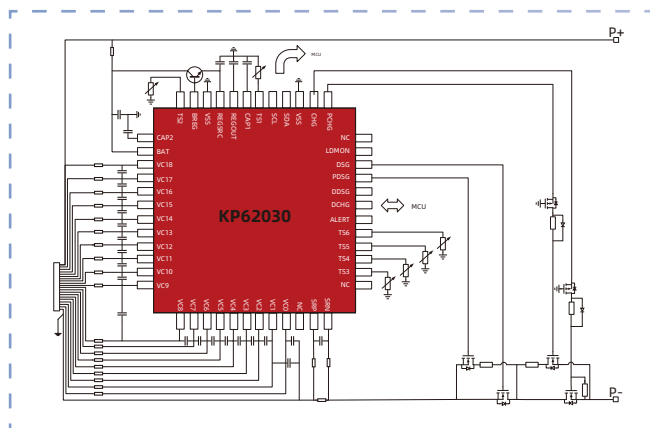 P+
MCU
TS2
BREG
VSS
REGSRC
REGOUT
CAP1
TS1
SCL
SDA
VSS
CHG
PCHG
CAP2
BAT
VC18
VC17
VC16
VC15
VC14
VC13
VC12
VC11
VC10
VC9
KP62030
NC
LDMON
DSG
PDSG
DDSG
DCHG
ALERT
TS6
TS5
TS4
TS3
NC
MCU
VC8
VC7
VC6
VC5
VC4
VC3
VC2
VC1
VC0
NC
SRP
SRN
P-